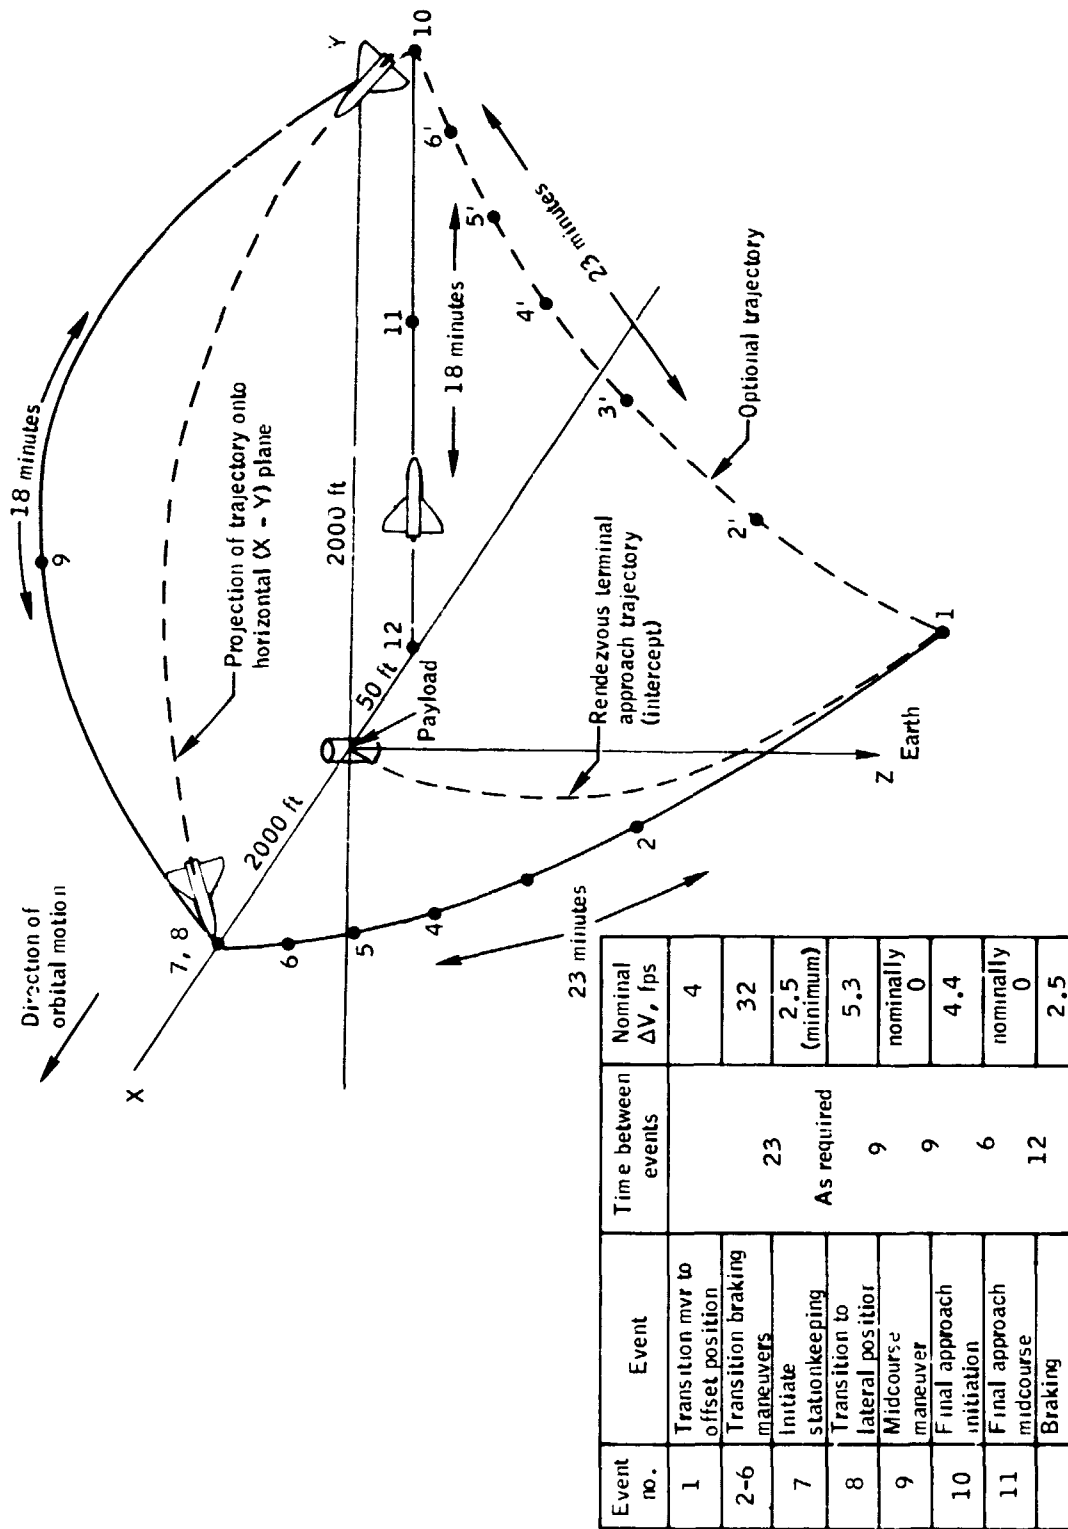 Direction of
orbital motion
X
7, 8
6
5
4
2
1
9
10
Y
18 minutes
Projection of trajectory onto
horizontal (X - Y) plane
2000 ft
2000 ft
50 ft
12
11
18 minutes
Payload
Rendezvous terminal
approach trajectory
(intercept)
Z
Earth
23 minutes
6'
5'
4'
3'
2'
23 minutes
Optional trajectory
Event no. | Event | Time between events | Nominal ΔV, fps
1 | Transition mvr to offset position | | 4
2-6 | Transition braking maneuvers | | 32
23
7 | Initiate stationkeeping | | 2.5 (minimum)
As required
8 | Transition to lateral position | | 5.3
9
9 | Midcourse maneuver | | nominally 0
9
10 | Final approach initiation | | 4.4
6
11 | Final approach midcourse | | nominally 0
12
Braking | | 2.5